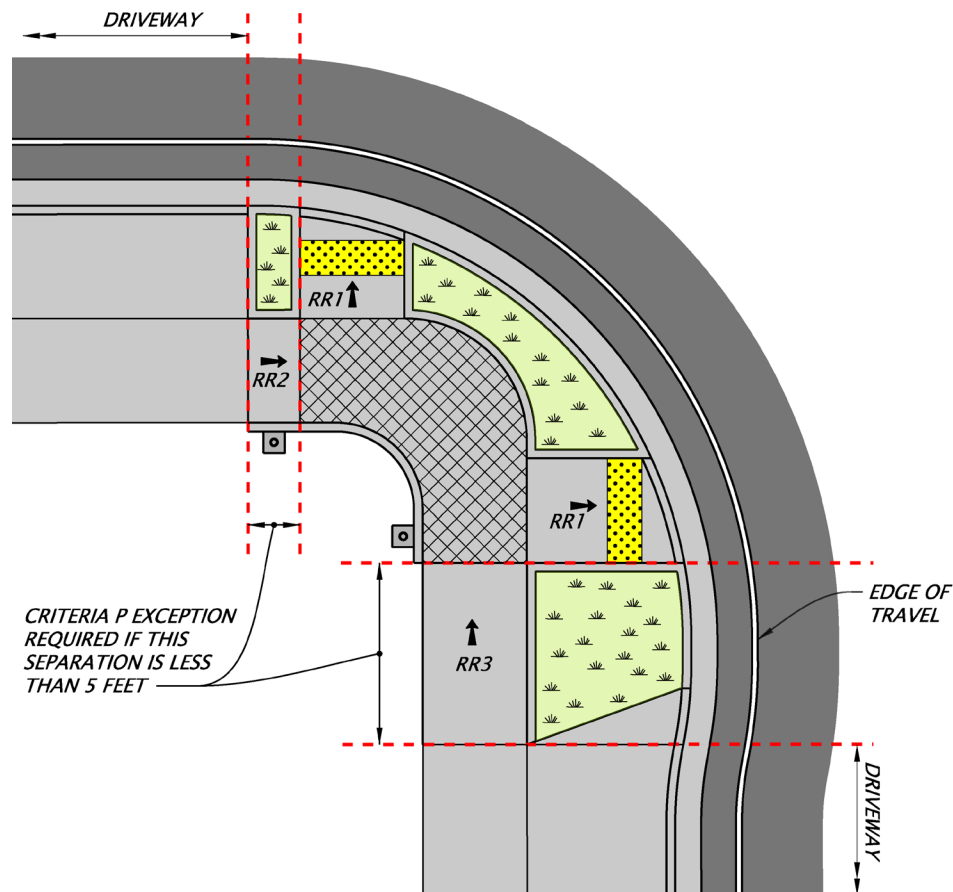 DRIVEWAY
RR1
RR2
RR1
CRITERIA P EXCEPTION
REQUIRED IF THIS
SEPARATION IS LESS
THAN 5 FEET
EDGE OF
TRAVEL
RR3
DRIVEWAY